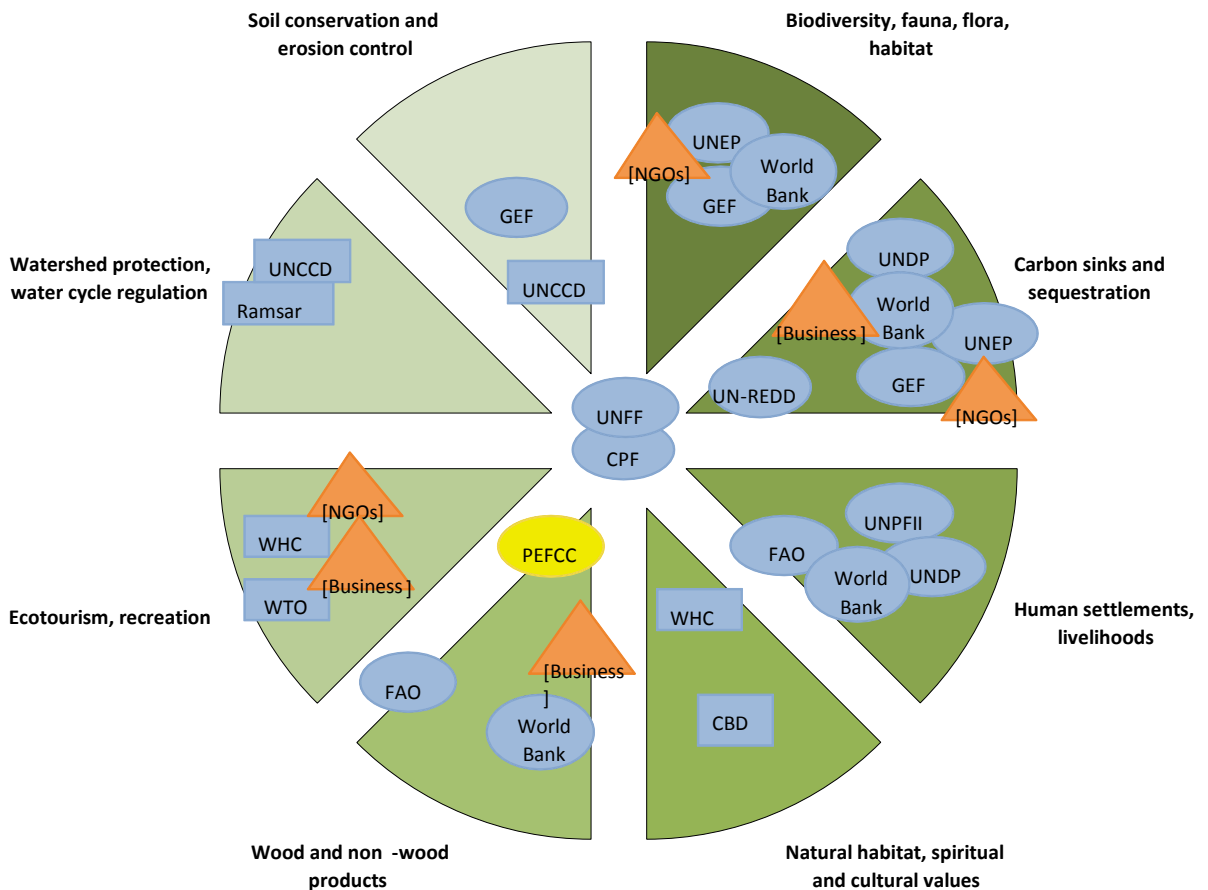 Soil conservation and
erosion control
Biodiversity, fauna, flora,
habitat
UNEP
[NGOs]
World
Bank
GEF
GEF
UNCCD
Watershed protection,
water cycle regulation
UNCCD
Ramsar
UNDP
Carbon sinks and
sequestration
World
Bank
[Business ]
UNEP
GEF
UN-REDD
[NGOs]
UNFF
CPF
[NGOs]
WHC
[Business ]
WTO
Ecotourism, recreation
PEFCC
[Business
]
FAO
World
Bank
Wood and non -wood
products
UNPFII
FAO
World
Bank
UNDP
Human settlements,
livelihoods
WHC
CBD
Natural habitat, spiritual
and cultural values